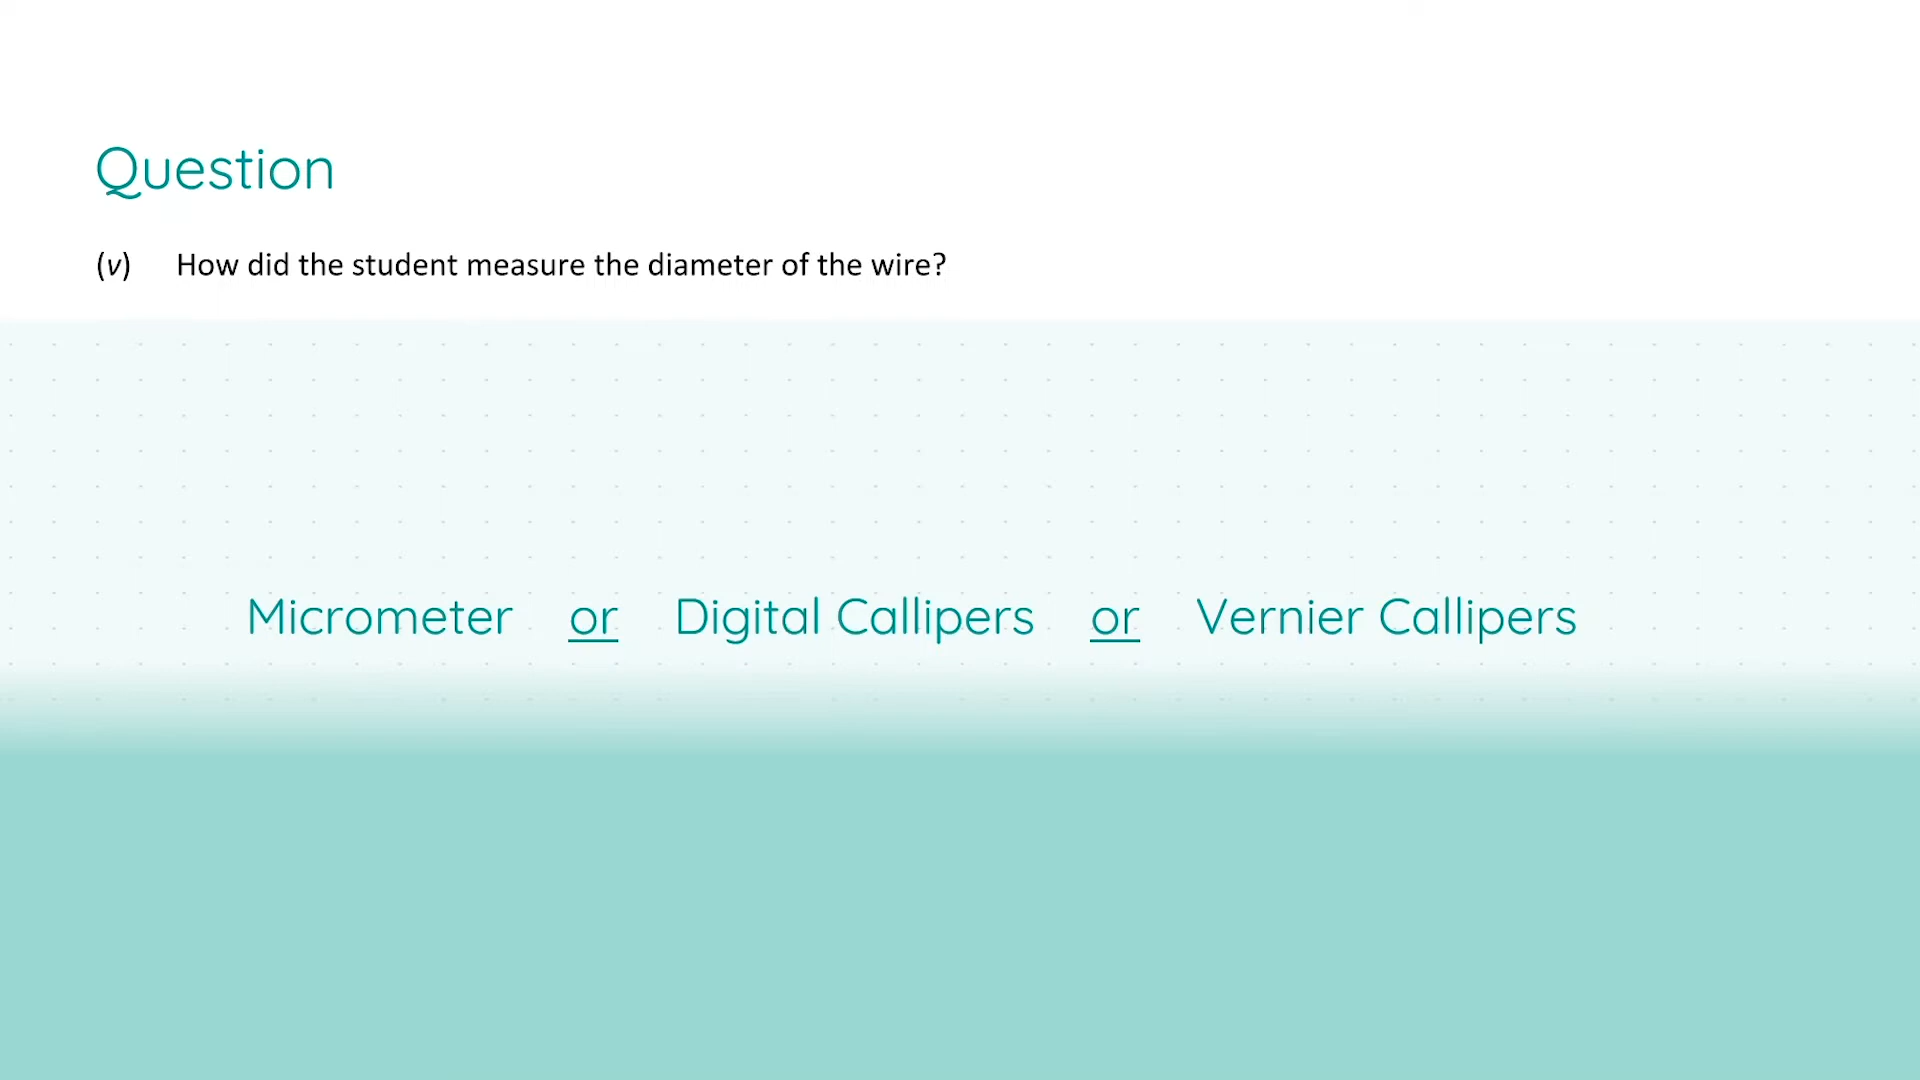 Question
(v) How did the student measure the diameter of the wire?
Micrometer or Digital Callipers or Vernier Callipers